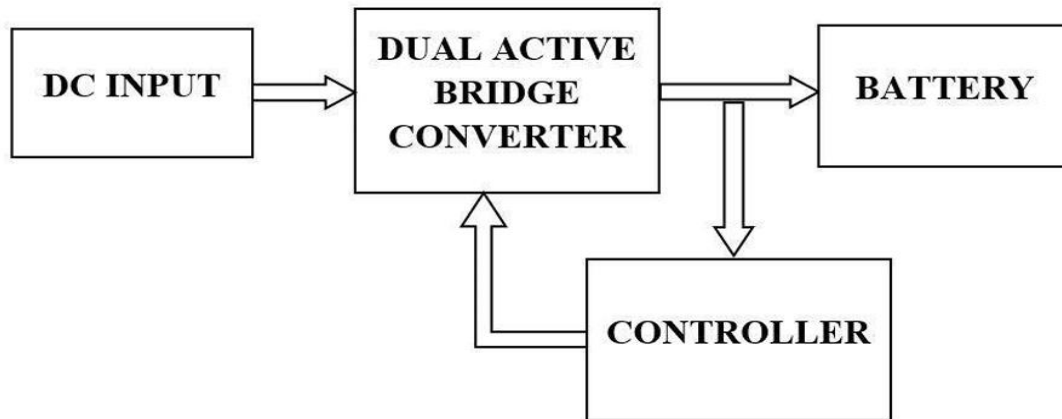 DC INPUT
DUAL ACTIVE
BRIDGE
CONVERTER
BATTERY
CONTROLLER